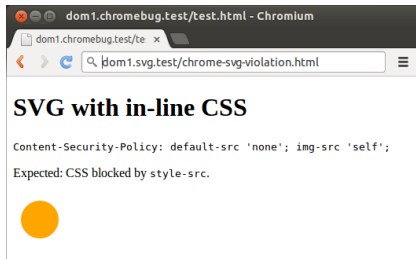 dom1.chromebug.test/test.html - Chromium
dom1.chromebug.test/te
dom1.svg.test/chrome-svg-violation.html
SVG with in-line CSS
Content-Security-Policy: default-src 'none'; img-src 'self';
Expected: CSS blocked by style-src.